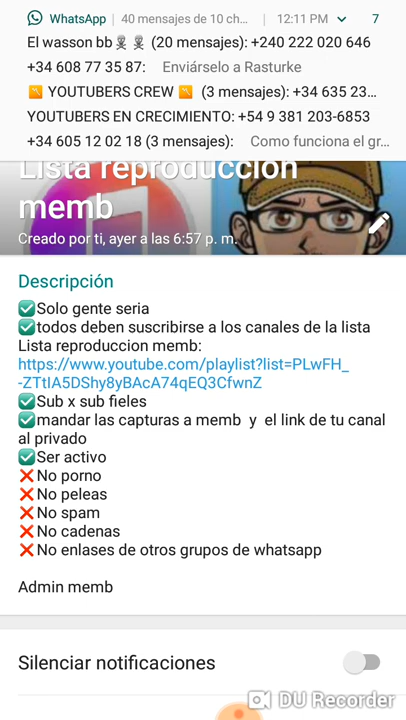 WhatsApp | 40 mensajes de 10 ch... | 12:11 PM 7
El wasson bb☠️☠️ (20 mensajes): +240 222 020 646
+34 608 77 35 87: Enviárselo a Rasturke
📉 YOUTUBERS CREW 📉 (3 mensajes): +34 635 23...
YOUTUBERS EN CRECIMIENTO: +54 9 381 203-6853
+34 605 12 02 18 (3 mensajes): Como funciona el gr...
Lista reproduccion
memb
Creado por ti, ayer a las 6:57 p. m.
Descripción
✅Solo gente seria
✅todos deben suscribirse a los canales de la lista
Lista reproduccion memb:
https://www.youtube.com/playlist?list=PLwFH_
-ZTtIA5DShy8yBAcA74qEQ3CfwnZ
✅Sub x sub fieles
✅mandar las capturas a memb y el link de tu canal
al privado
✅Ser activo
❌No porno
❌No peleas
❌No spam
❌No cadenas
❌No enlases de otros grupos de whatsapp
Admin memb
Silenciar notificaciones
DU Recorder